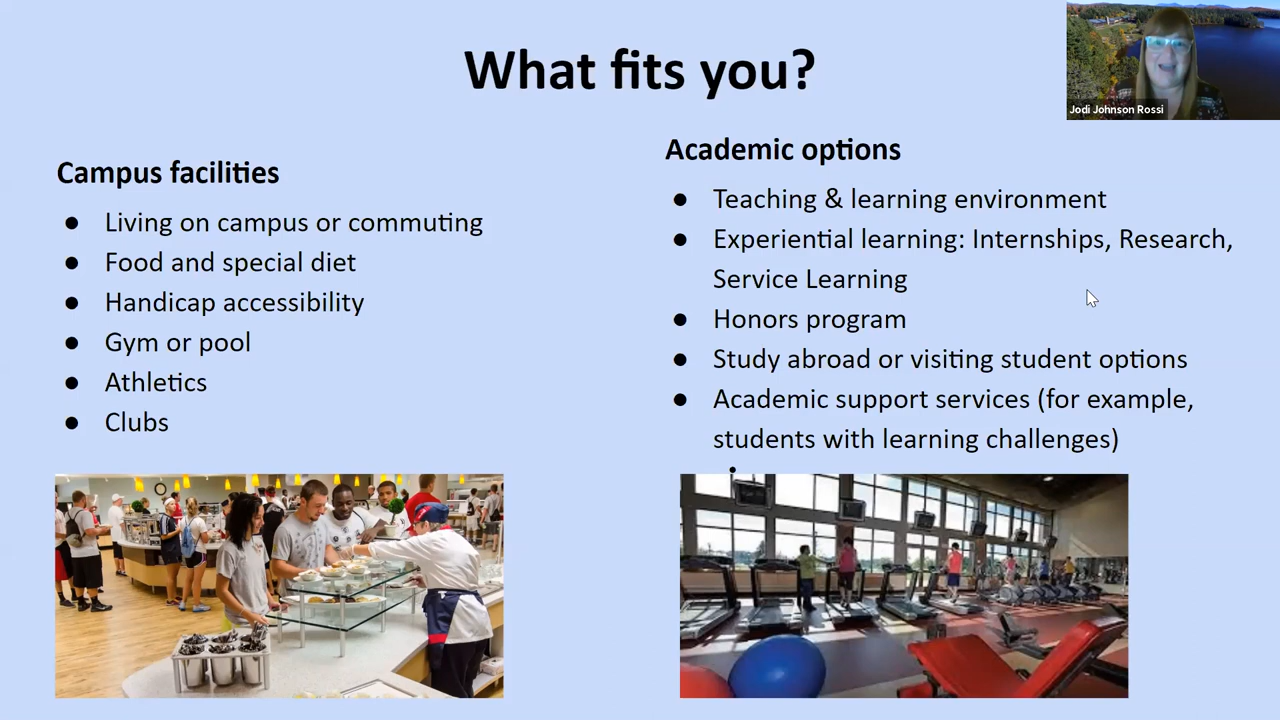 What fits you?
Jodi Johnson Rossi
Campus facilities
● Living on campus or commuting
● Food and special diet
● Handicap accessibility
● Gym or pool
● Athletics
● Clubs
Academic options
● Teaching & learning environment
● Experiential learning: Internships, Research,
Service Learning
● Honors program
● Study abroad or visiting student options
● Academic support services (for example,
students with learning challenges)